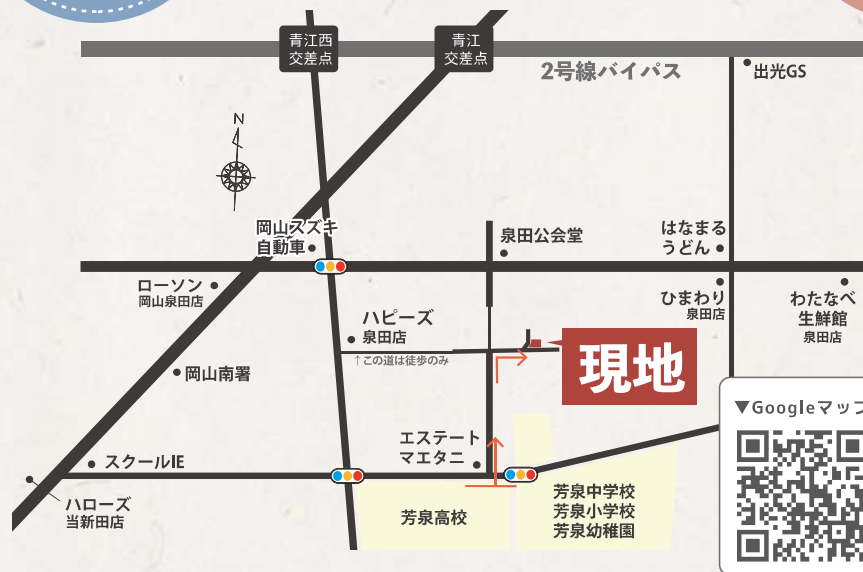 青江西
交差点
青江
交差点
2号線バイパス
出光GS
N
岡山スズキ
自動車
泉田公会堂
はなまる
うどん
ローソン
岡山泉田店
ひまわり
泉田店
わたなべ
生鮮館
泉田店
ハピーズ
泉田店
↑この道は徒歩のみ
現地
岡山南署
▼Googleマップ
エステート
マエタニ
スクールIE
ハローズ
当新田店
芳泉高校
芳泉中学校
芳泉小学校
芳泉幼稚園